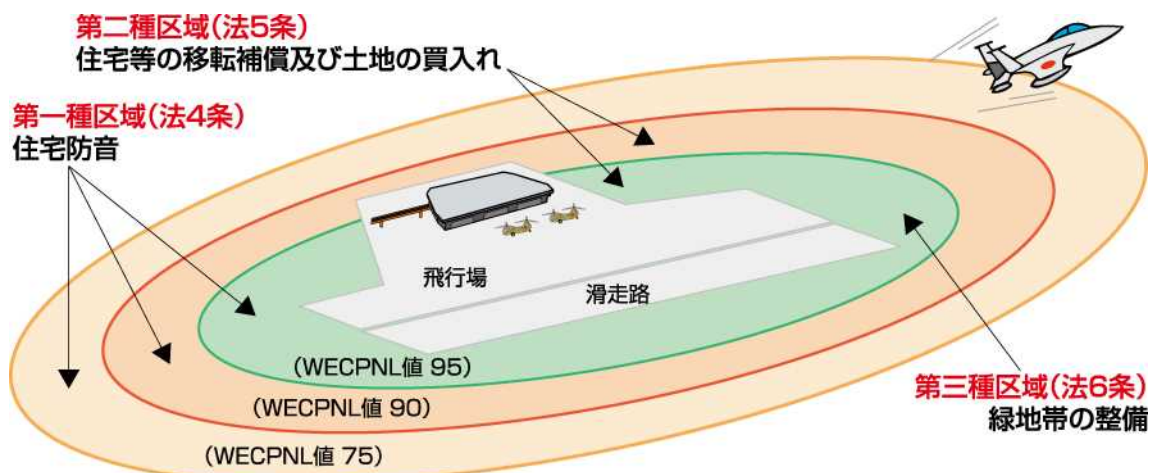 第二種区域(法5条)
住宅等の移転補償及び土地の買入れ
第一種区域(法4条)
住宅防音
飛行場
滑走路
(WECPNL値 95)
(WECPNL値 90)
(WECPNL値 75)
第三種区域(法6条)
緑地帯の整備